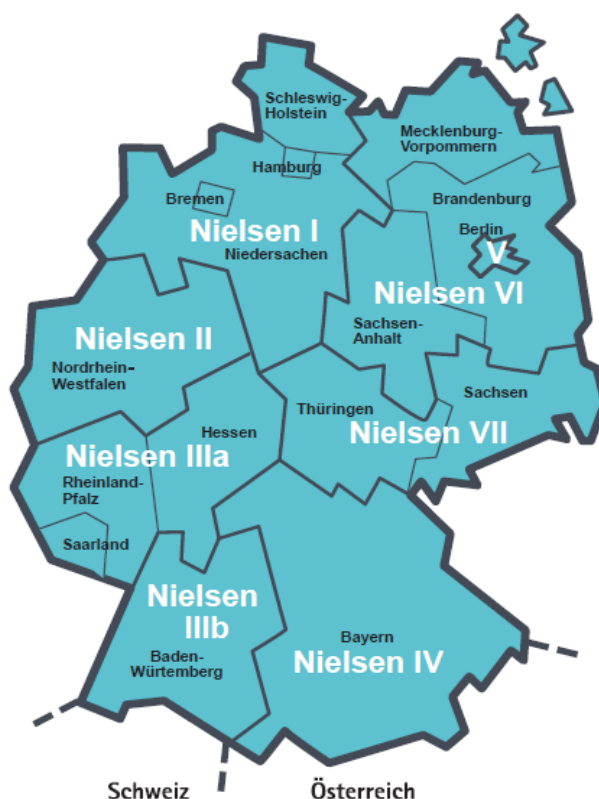 Schleswig-
Holstein
Mecklenburg-
Vorpommern
Hamburg
Bremen
Brandenburg
Berlin
V
Nielsen I
Niedersachen
Nielsen VI
Sachsen-
Anhalt
Nielsen II
Nordrhein-
Westfalen
Sachsen
Thüringen
Nielsen VII
Hessen
Nielsen IIIa
Rheinland-
Pfalz
Saarland
Nielsen
IIIb
Baden-
Würtemberg
Bayern
Nielsen IV
Schweiz
Österreich